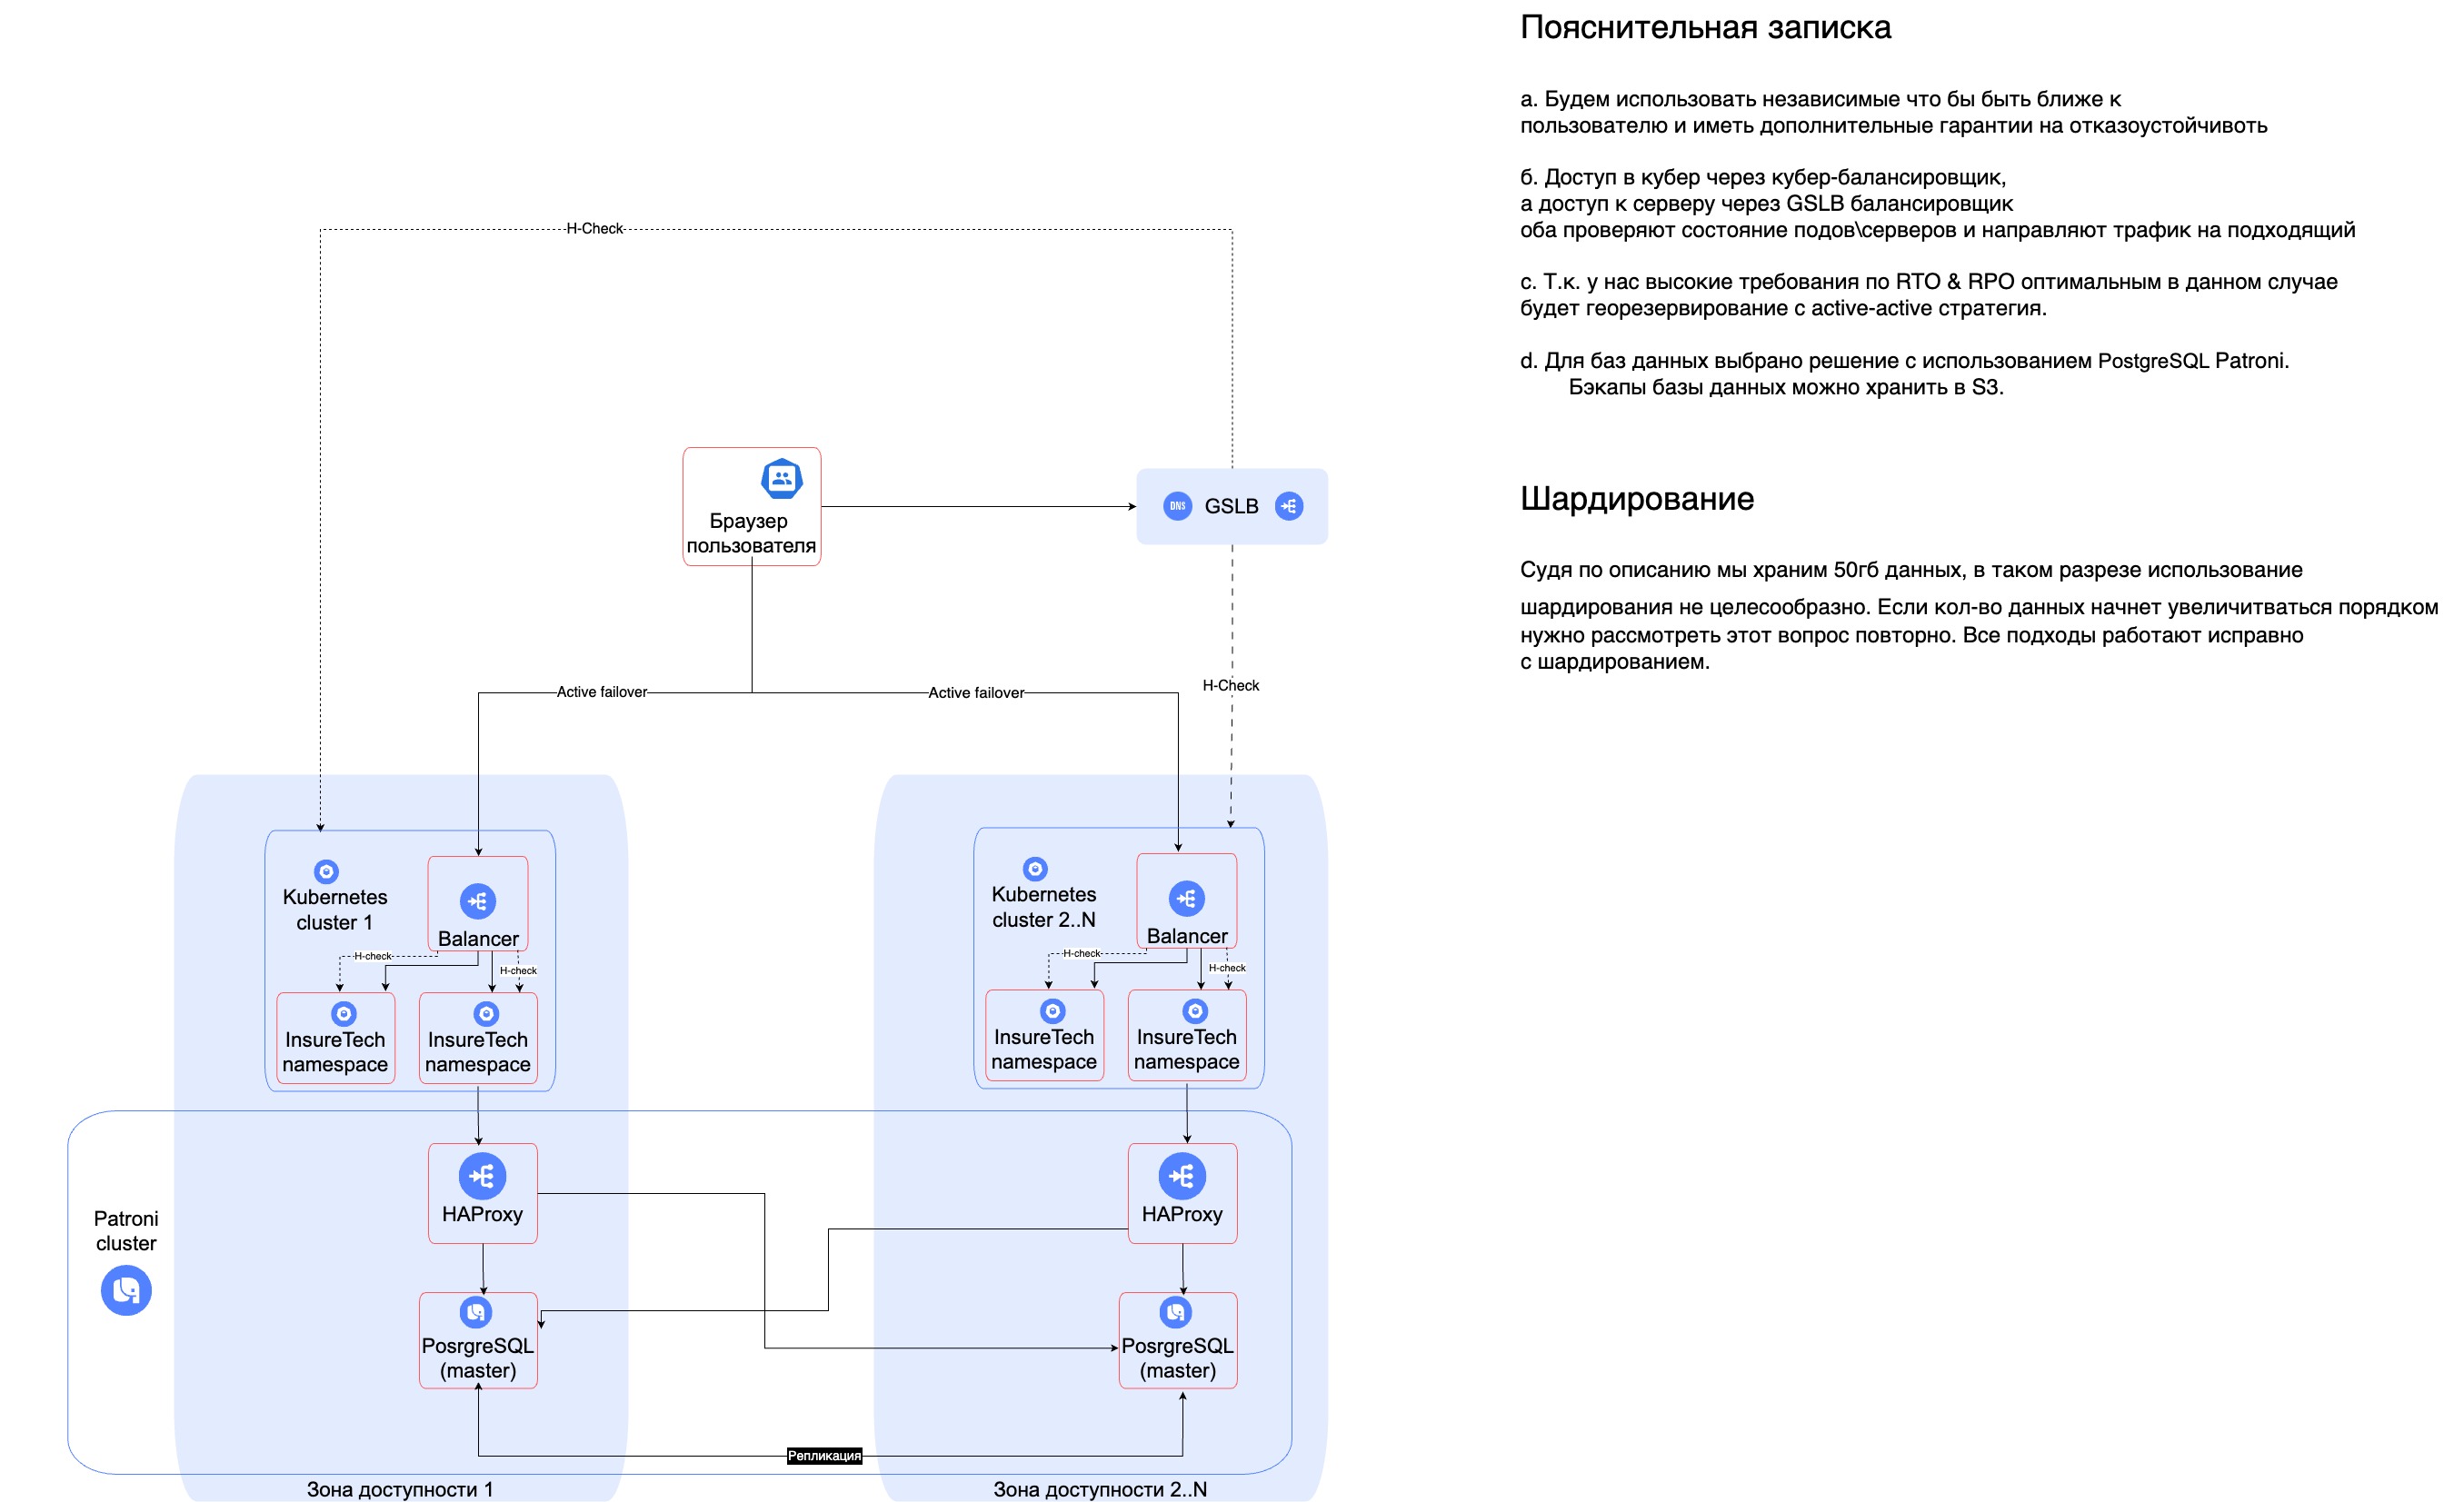 Пояснительная записка
а. Будем использовать независимые что бы быть ближе к
пользователю и иметь дополнительные гарантии на отказоустойчивоть
б. Доступ в кубер через кубер-балансировщик,
а доступ к серверу через GSLB балансировщик
оба проверяют состояние подов\серверов и направляют трафик на подходящий
с. Т.к. у нас высокие требования по RTO & RPO оптимальным в данном случае
будет георезервирование с active-active стратегия.
d. Для баз данных выбрано решение с использованием PostgreSQL Patroni.
Бэкапы базы данных можно хранить в S3.
Шардирование
Судя по описанию мы храним 50гб данных, в таком разрезе использование
шардирования не целесообразно. Если кол-во данных начнет увеличитваться порядком
нужно рассмотреть этот вопрос повторно. Все подходы работают исправно
с шардированием.
H-Check
Браузер
пользователя
DNS GSLB
H-Check
Active failover
Active failover
Kubernetes
cluster 1
Balancer
H-check
H-check
InsureTech
namespace
InsureTech
namespace
Kubernetes
cluster 2..N
Balancer
H-check
H-check
InsureTech
namespace
InsureTech
namespace
Patroni
cluster
HAProxy
HAProxy
PosrgreSQL
(master)
PosrgreSQL
(master)
Репликация
Зона доступности 1
Зона доступности 2..N